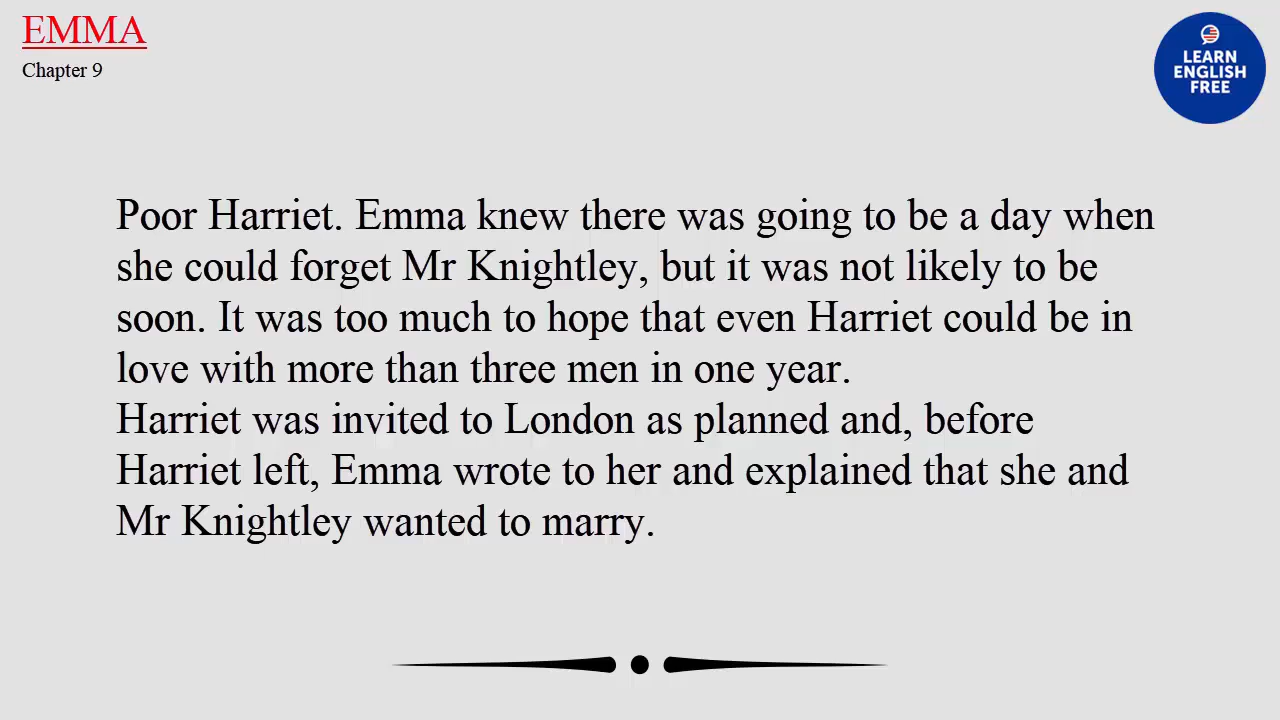 EMMA
Chapter 9
LEARN
ENGLISH
FREE
Poor Harriet. Emma knew there was going to be a day when
she could forget Mr Knightley, but it was not likely to be
soon. It was too much to hope that even Harriet could be in
love with more than three men in one year.
Harriet was invited to London as planned and, before
Harriet left, Emma wrote to her and explained that she and
Mr Knightley wanted to marry.